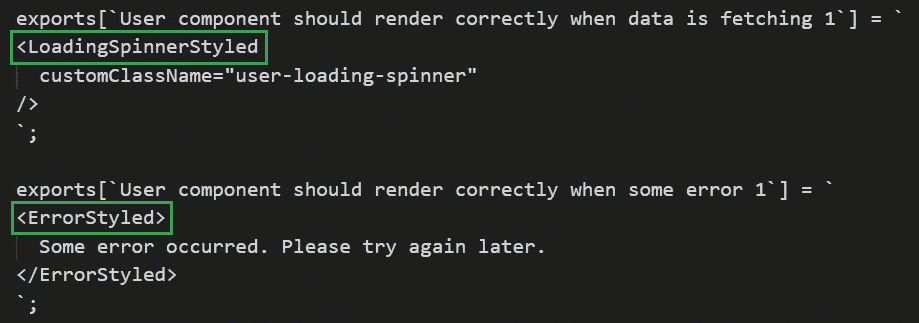 exports[`User component should render correctly when data is fetching 1`] = `
<LoadingSpinnerStyled
  customClassName="user-loading-spinner"
/>
`;

exports[`User component should render correctly when some error 1`] = `
<ErrorStyled>
  Some error occurred. Please try again later.
</ErrorStyled>
`;